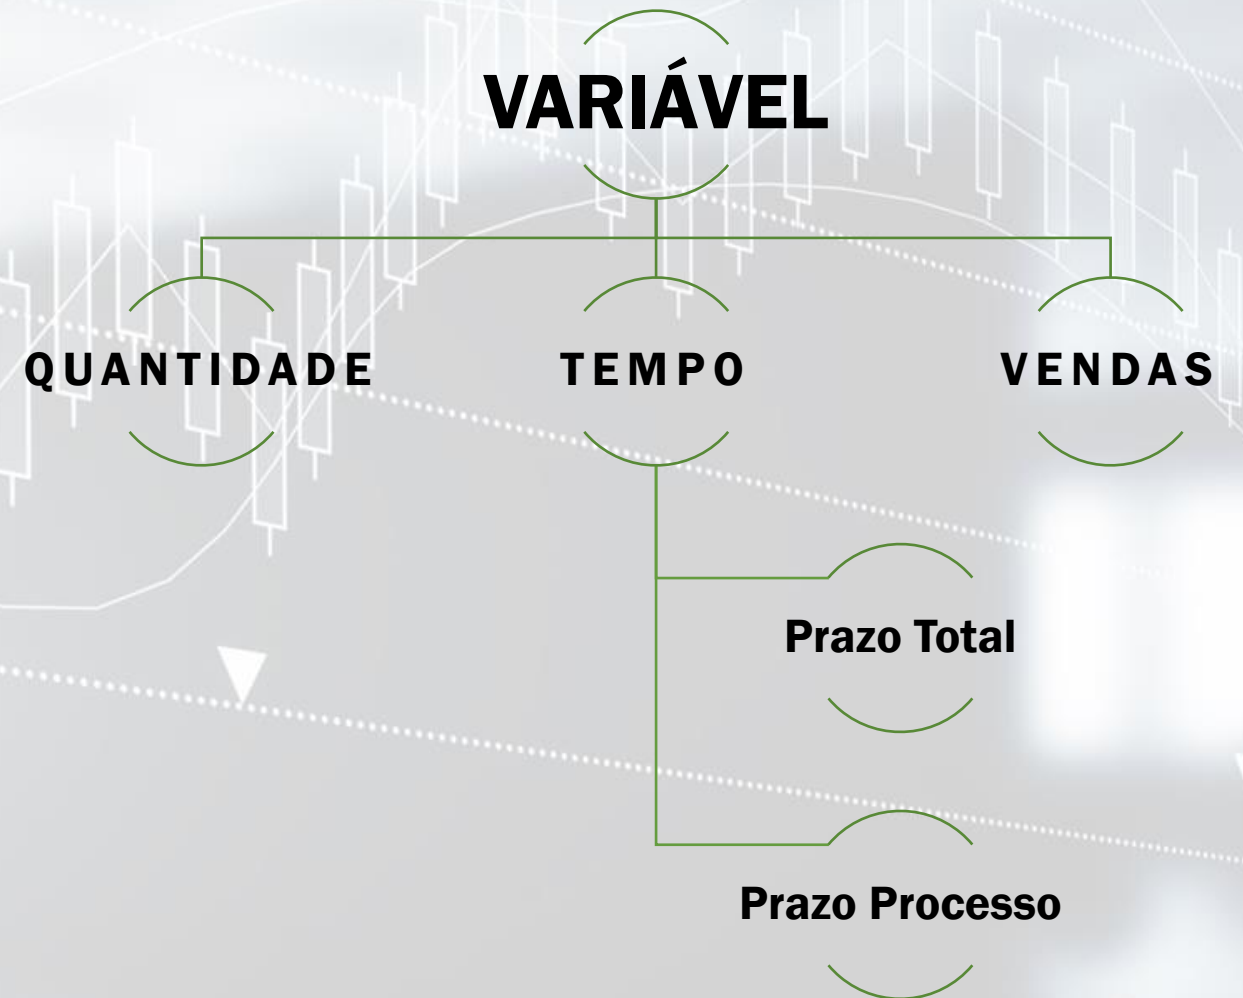 VARIÁVEL
QUANTIDADE
TEMPO
VENDAS
Prazo Total
Prazo Processo